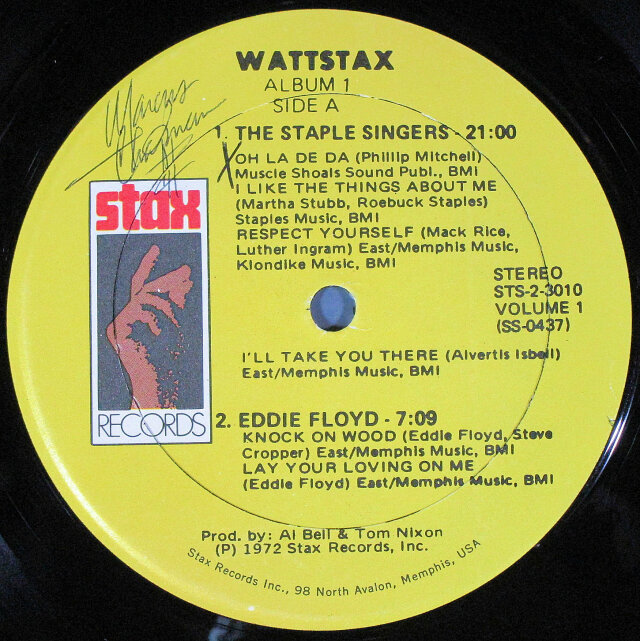 WATTSTAX
ALBUM 1
SIDE A
Marcus
Chapman
III
1. THE STAPLE SINGERS - 21:00
X
OH LA DE DA (Phillip Mitchell)
Muscle Shoals Sound Publ., BMI
I LIKE THE THINGS ABOUT ME
(Martha Stubb, Roebuck Staples)
Staples Music, BMI
RESPECT YOURSELF (Mack Rice,
Luther Ingram) East/Memphis Music,
Klondike Music, BMI
stax
RECORDS
STEREO
STS-2-3010
VOLUME 1
(SS-0437)
I'LL TAKE YOU THERE (Alvertis Isbell)
East/Memphis Music, BMI
2. EDDIE FLOYD - 7:09
KNOCK ON WOOD (Eddie Floyd, Steve
Cropper) East/Memphis Music, BMI
LAY YOUR LOVING ON ME
(Eddie Floyd) East/Memphis Music, BMI
Prod. by: Al Bell & Tom Nixon
(P) 1972 Stax Records, Inc.
Stax Records Inc., 98 North Avalon, Memphis, USA